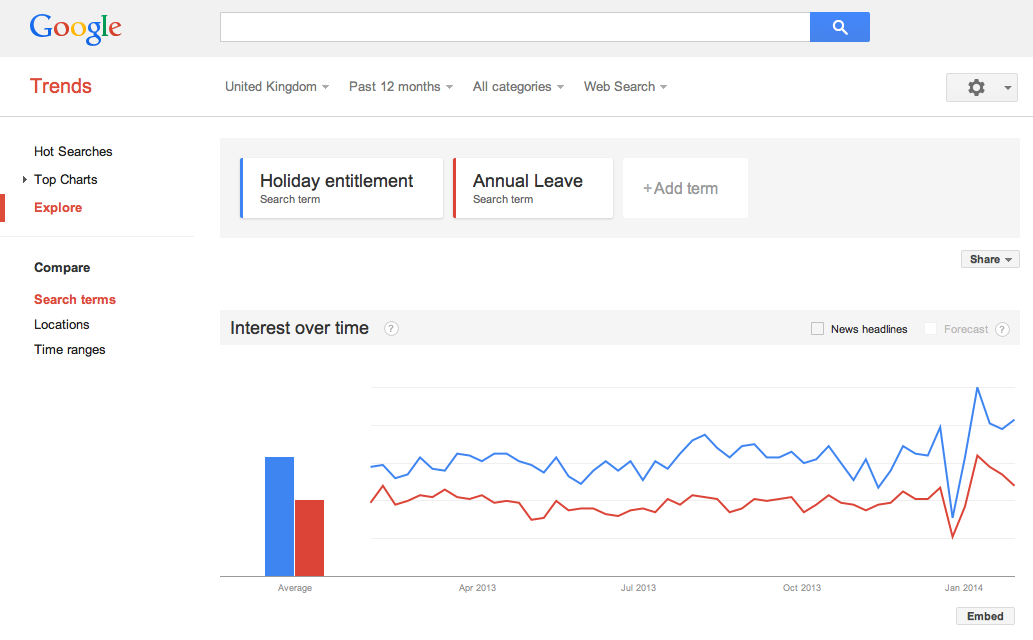 Google
Trends
United Kingdom
Past 12 months
All categories
Web Search
Hot Searches
Top Charts
Explore
Compare
Search terms
Locations
Time ranges
Holiday entitlement
Search term
Annual Leave
Search term
+Add term
Share
Interest over time ?
News headlines
Forecast ?
Average
Apr 2013
Jul 2013
Oct 2013
Jan 2014
Embed